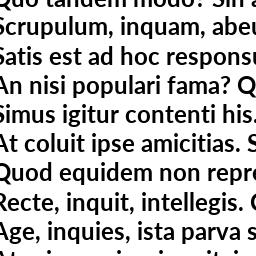 Quo tandem modo? Sin a
Scrupulum, inquam, abeu
Satis est ad hoc responsu
An nisi populari fama? Q
Simus igitur contenti his.
At coluit ipse amicitias. S
Quod equidem non repre
Recte, inquit, intellegis. 
Age, inquies, ista parva s